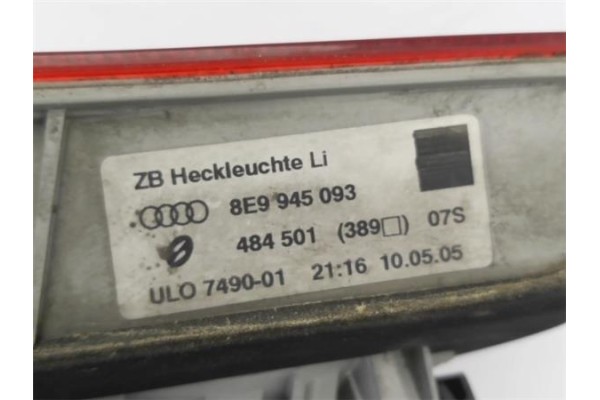 ZB Heckleuchte Li
8E9 945 093
484 501 (389□) 07S
ULO 7490-01 21:16 10.05.05